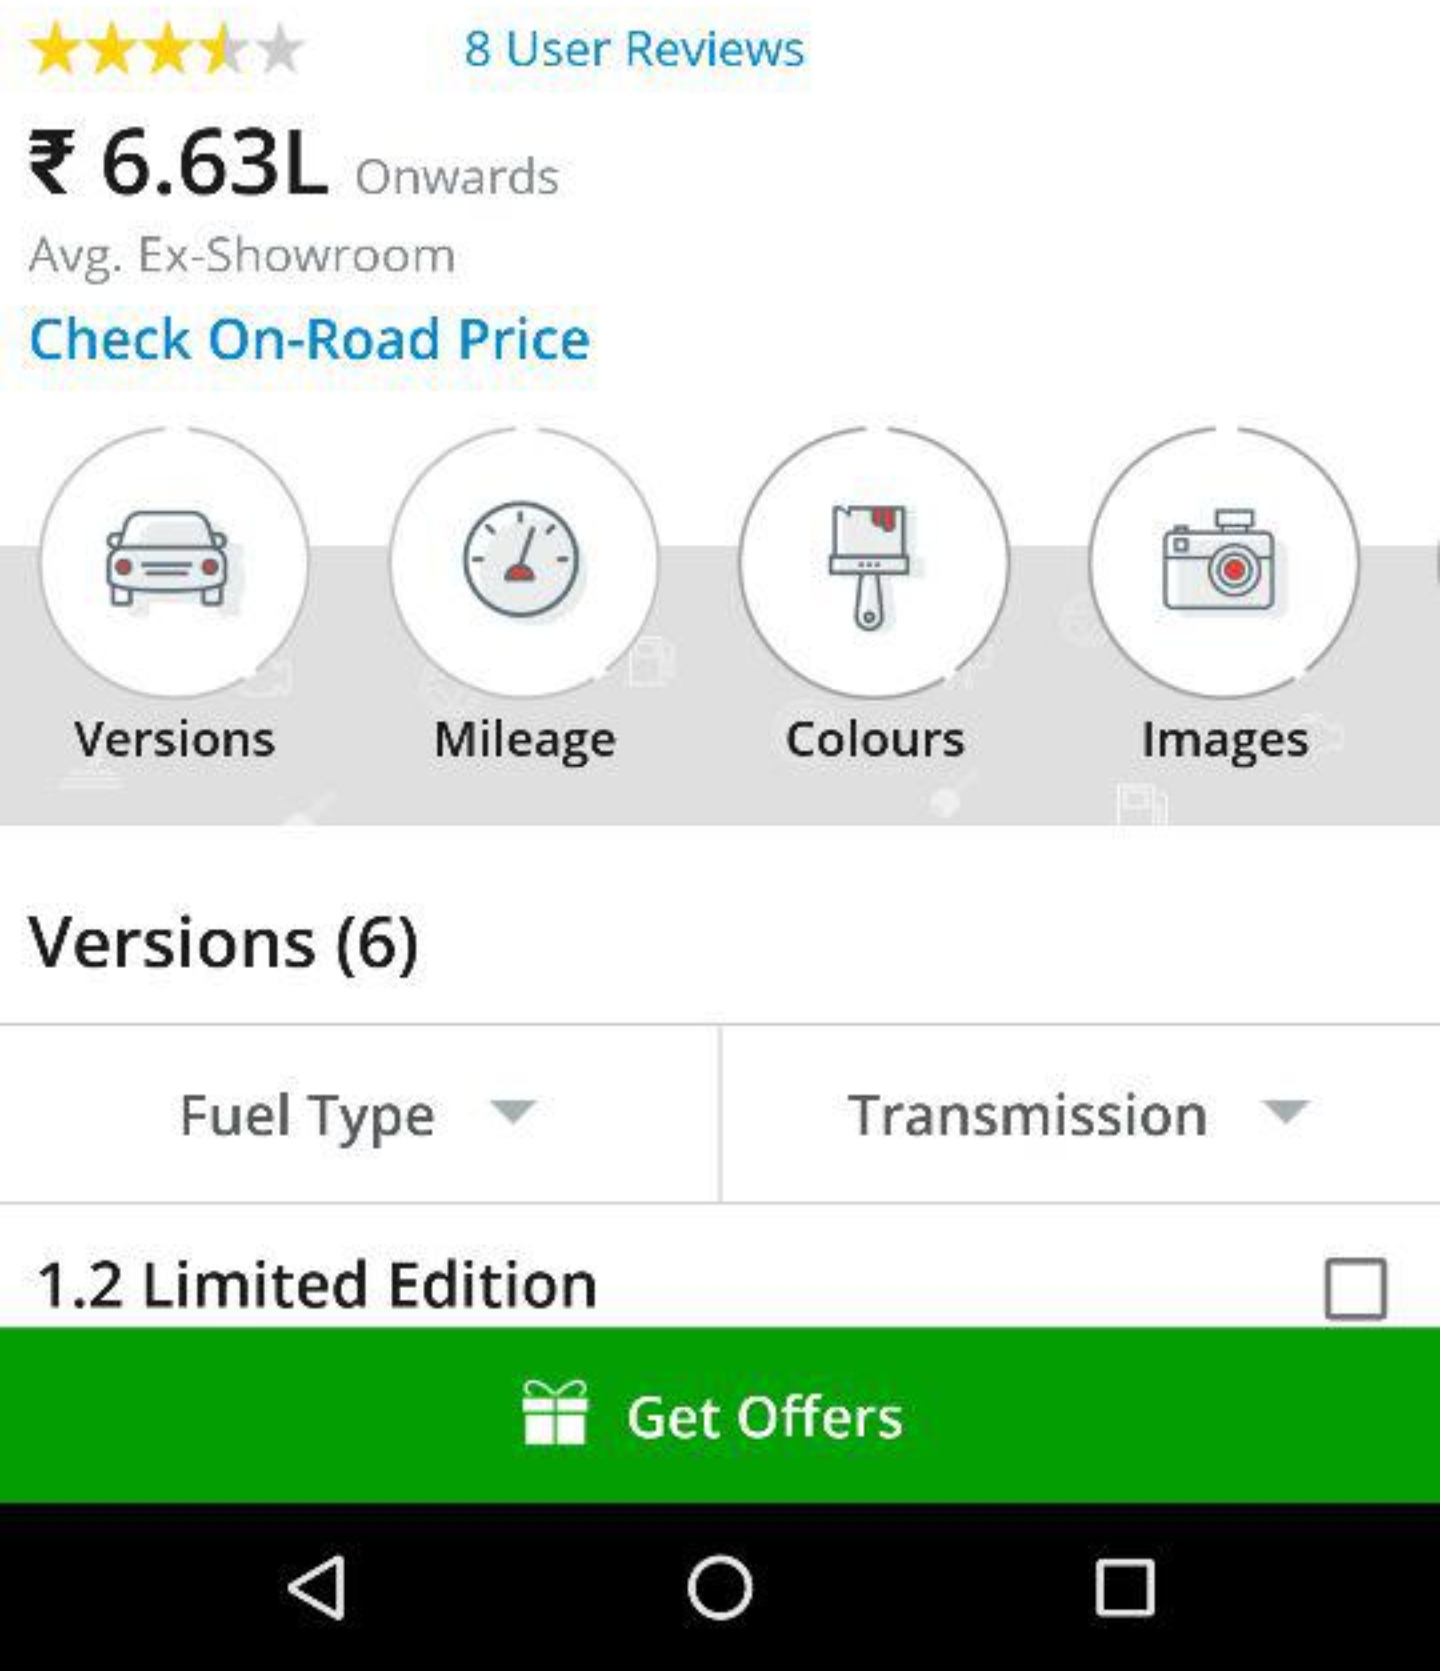 8 User Reviews
₹ 6.63L Onwards
Avg. Ex-Showroom
Check On-Road Price
Versions Mileage Colours Images
Versions (6)
Fuel Type Transmission
1.2 Limited Edition
Get Offers